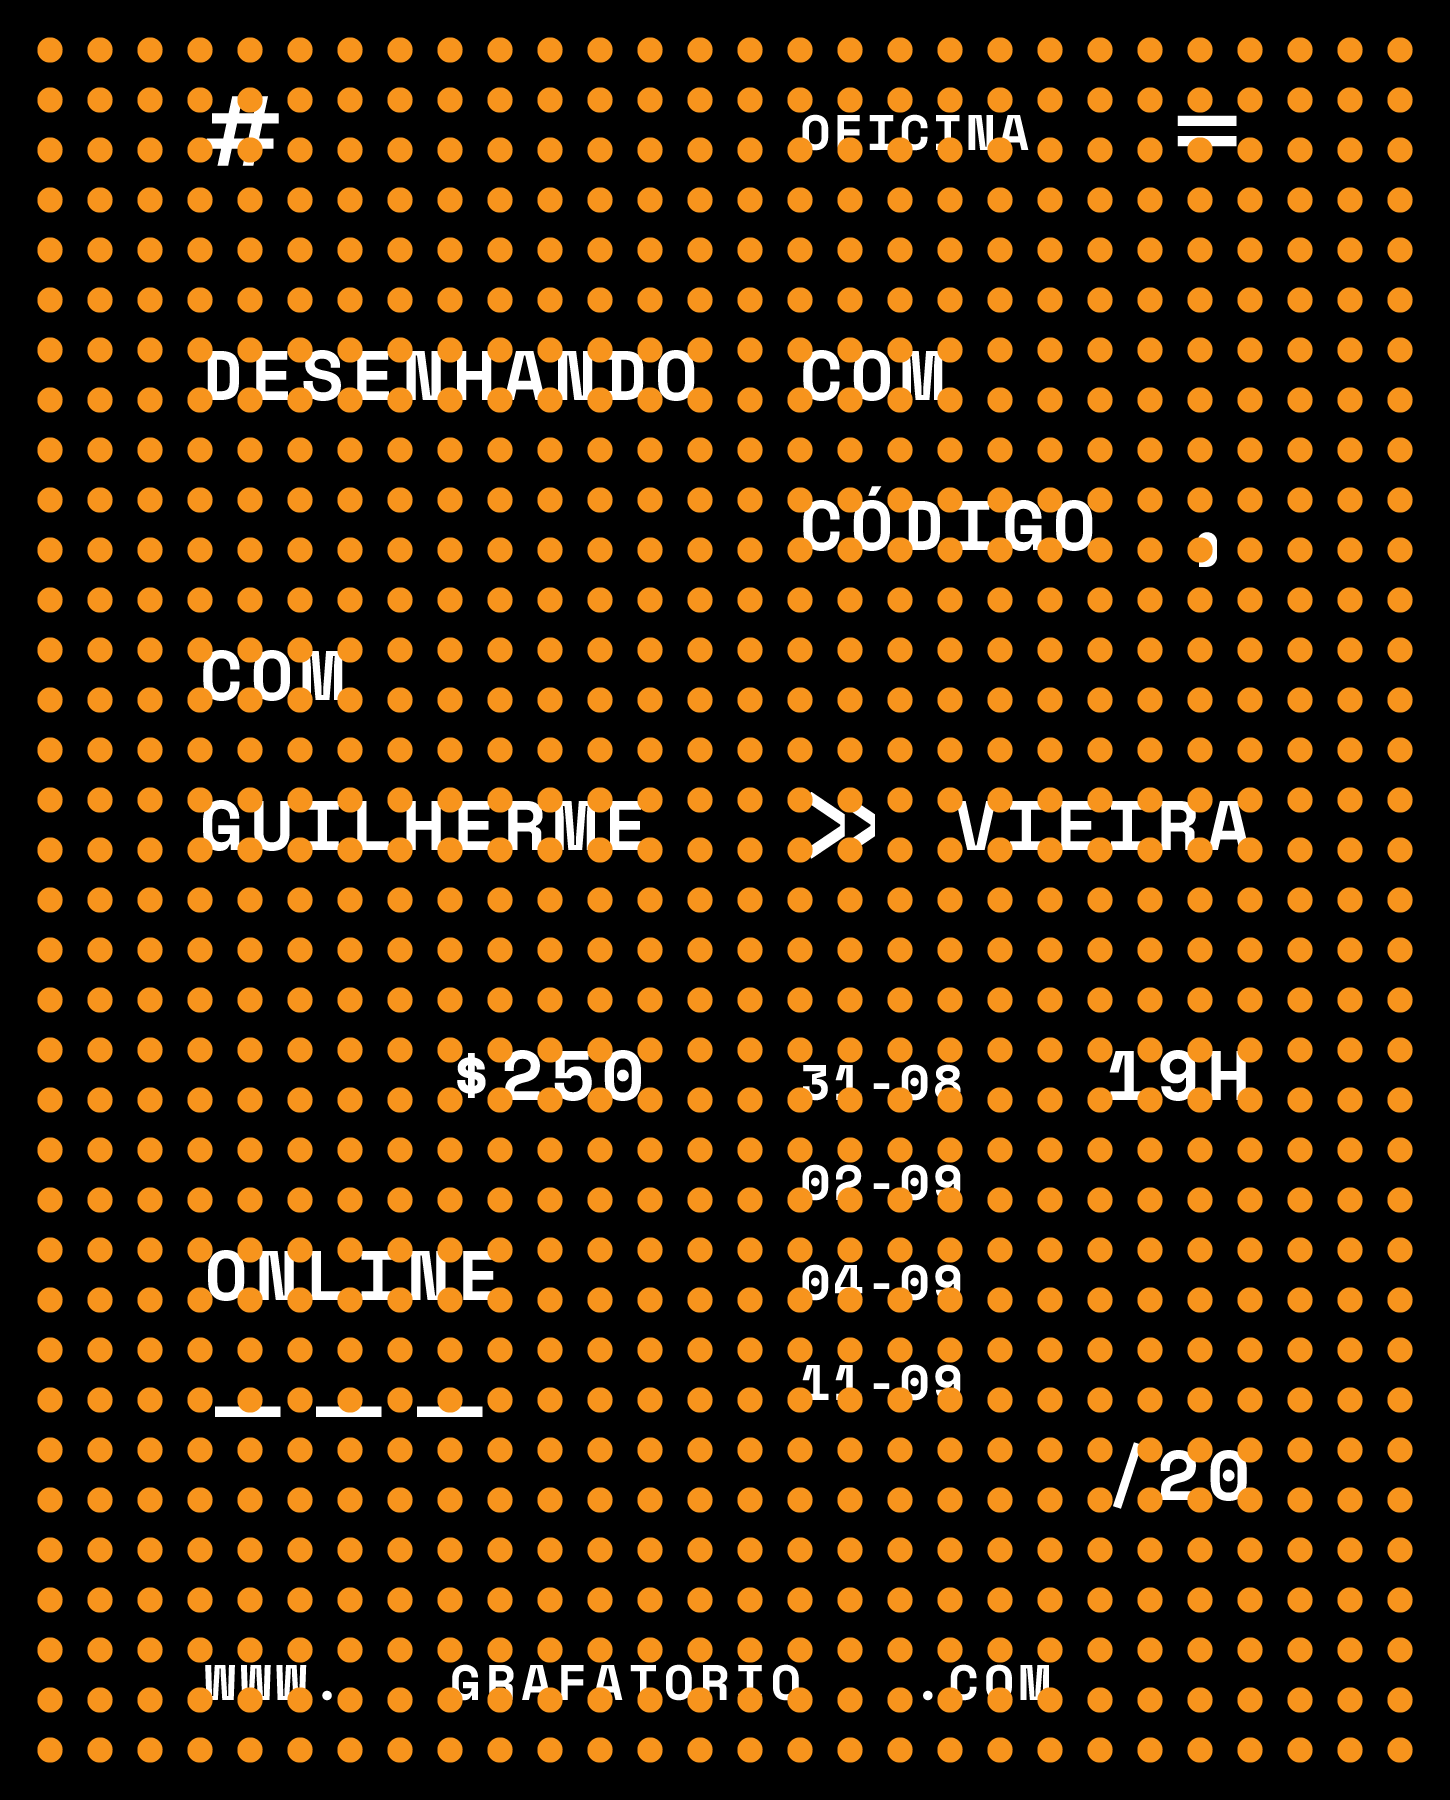 # OFICINA =
DESENHANDO COM
CÓDIGO ,
COM
GUILHERME >> VIEIRA
$250 31-08 19H
02-09
ONLINE 04-09
_ _ _ 11-09
/20
WWW. GRAFATORIO .COM